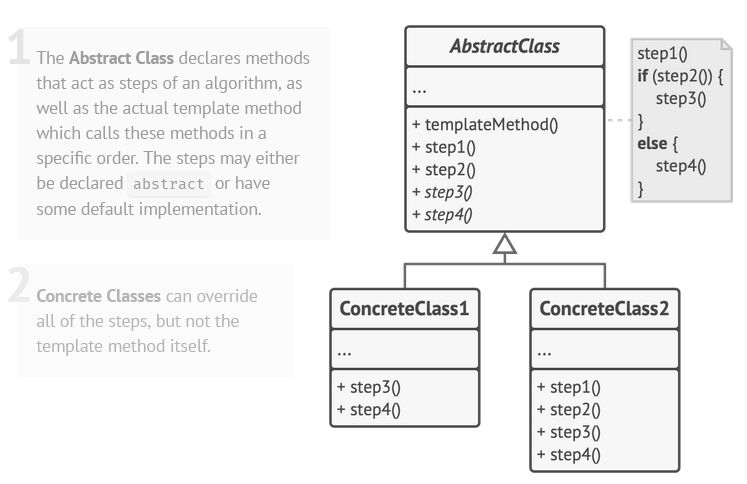 1
The Abstract Class declares methods
that act as steps of an algorithm, as
well as the actual template method
which calls these methods in a
specific order. The steps may either
be declared abstract or have
some default implementation.
2
Concrete Classes can override
all of the steps, but not the
template method itself.
AbstractClass
...
+ templateMethod()
+ step1()
+ step2()
+ step3()
+ step4()
step1()
if (step2()) {
step3()
}
else {
step4()
}
ConcreteClass1
...
+ step3()
+ step4()
ConcreteClass2
...
+ step1()
+ step2()
+ step3()
+ step4()